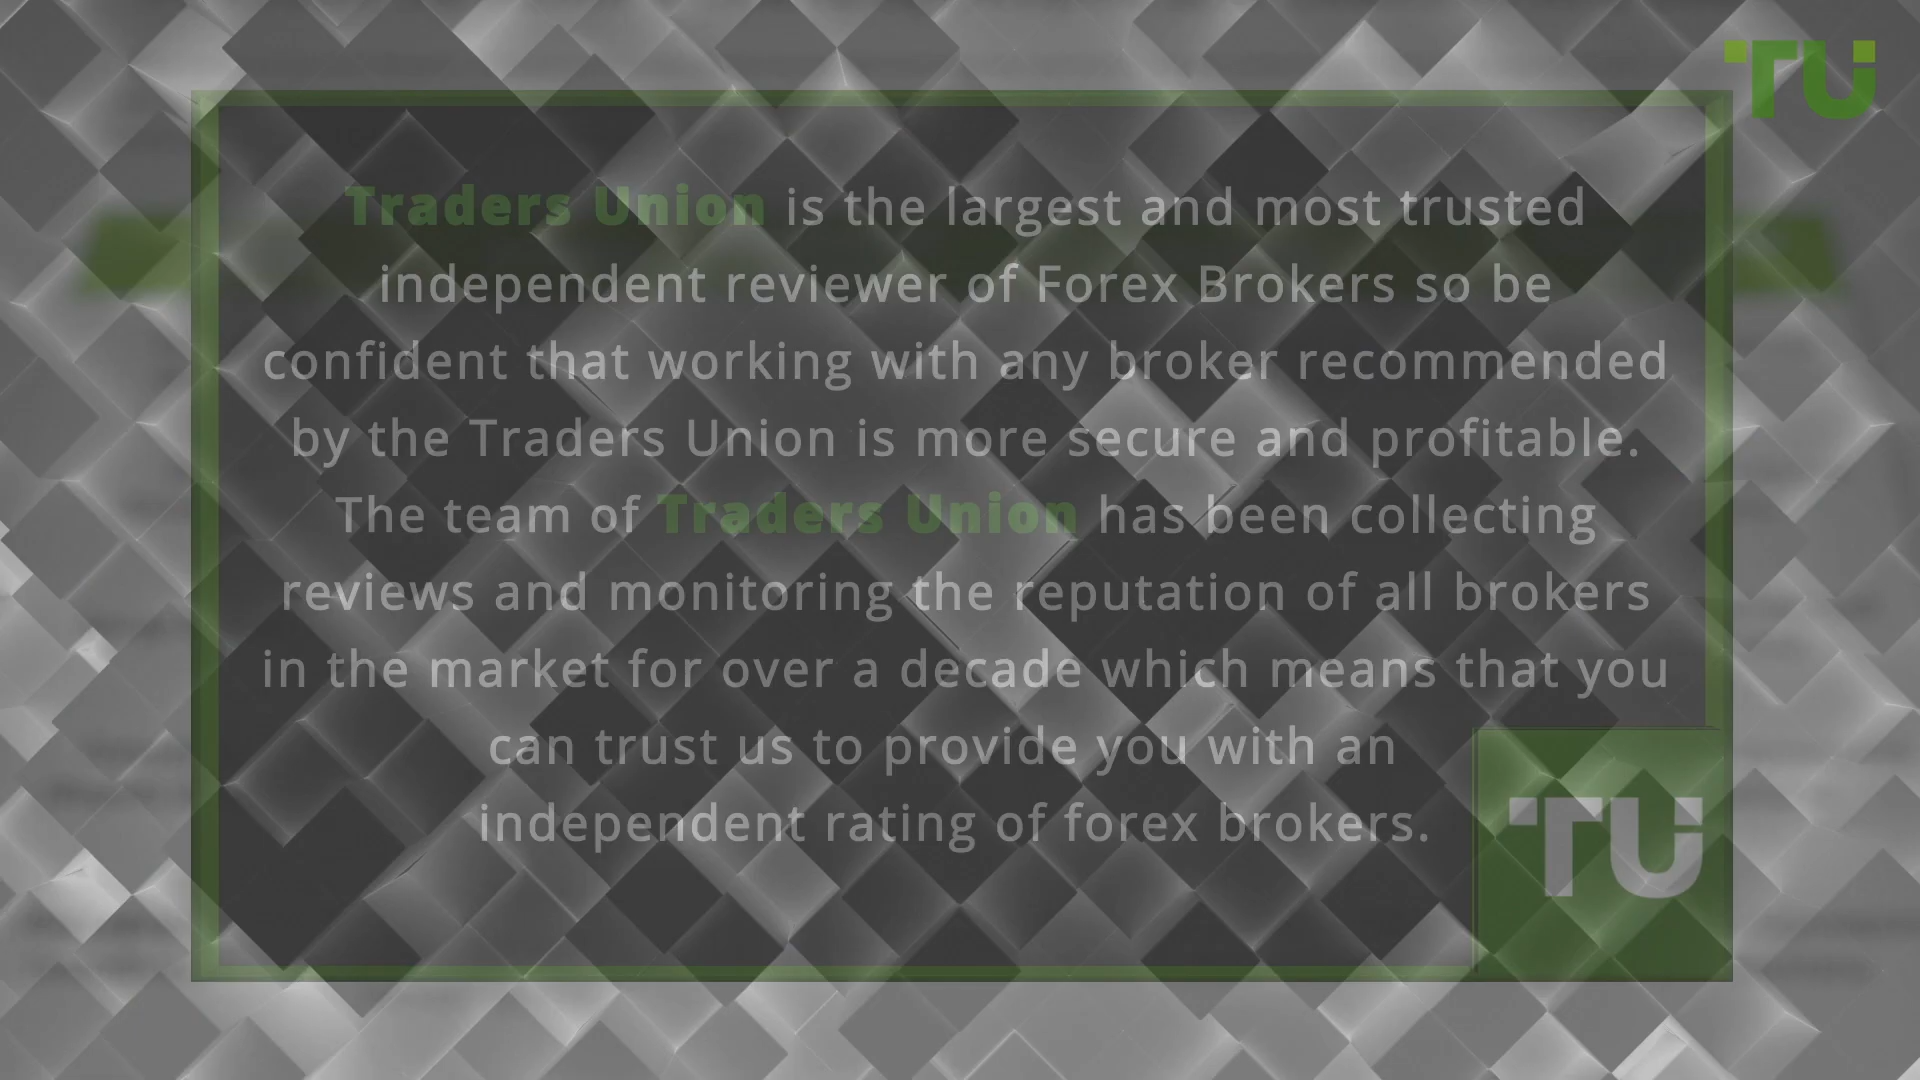 TU
Traders Union is the largest and most trusted
independent reviewer of Forex Brokers so be
confident that working with any broker recommended
by the Traders Union is more secure and profitable.
The team of Traders Union has been collecting
reviews and monitoring the reputation of all brokers
in the market for over a decade which means that you
can trust us to provide you with an
independent rating of forex brokers.
TU